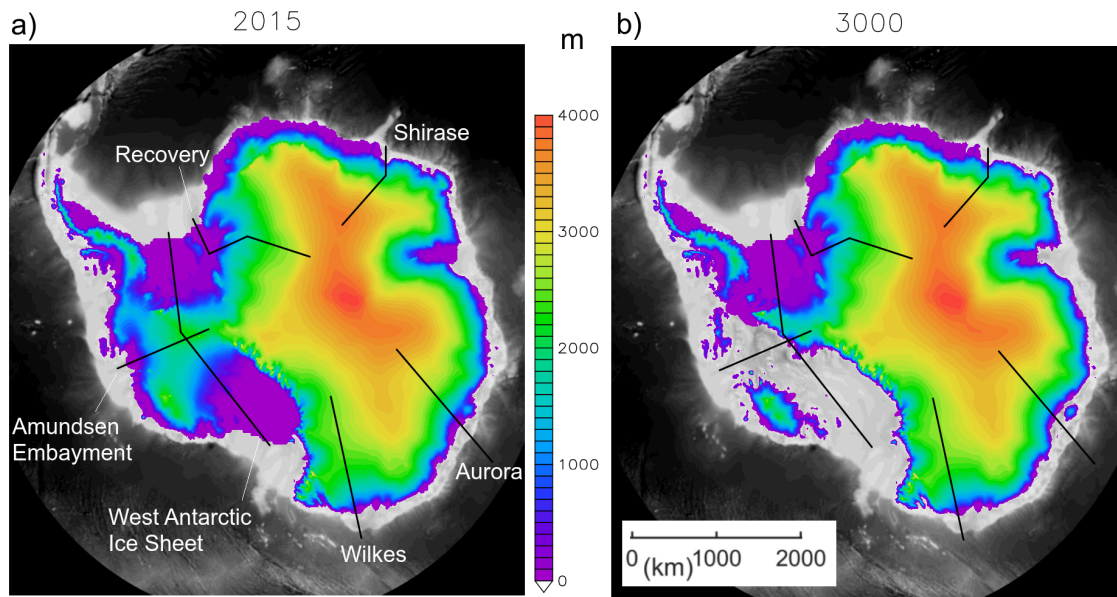 a)
2015
m
b)
3000
Shirase
Recovery
4000
3000
2000
1000
0
Amundsen
Embayment
West Antarctic
Ice Sheet
Wilkes
Aurora
0 (km) 1000 2000